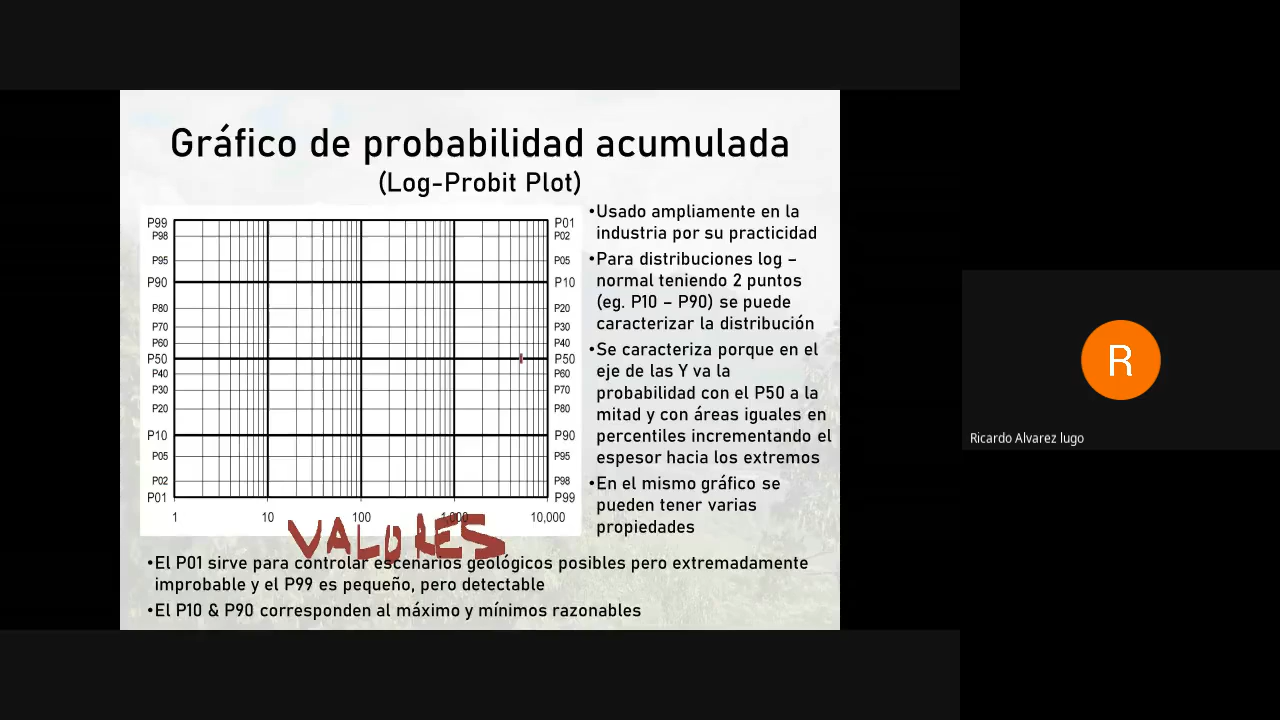 Gráfico de probabilidad acumulada
(Log-Probit Plot)
P99 P01
P98 P02
P95 P05
P90 P10
P80 P20
P70 P30
P60 P40
P50 P50
P40 P60
P30 P70
P20 P80
P10 P90
P05 P95
P02 P98
P01 P99
1 10 100 1,000 10,000
VALORES
•Usado ampliamente en la
industria por su practicidad
•Para distribuciones log –
normal teniendo 2 puntos
(eg. P10 – P90) se puede
caracterizar la distribución
•Se caracteriza porque en el
eje de las Y va la
probabilidad con el P50 a la
mitad y con áreas iguales en
percentiles incrementando el
espesor hacia los extremos
•En el mismo gráfico se
pueden tener varias
propiedades
•El P01 sirve para controlar escenarios geológicos posibles pero extremadamente
improbable y el P99 es pequeño, pero detectable
•El P10 & P90 corresponden al máximo y mínimos razonables
R
Ricardo Alvarez lugo